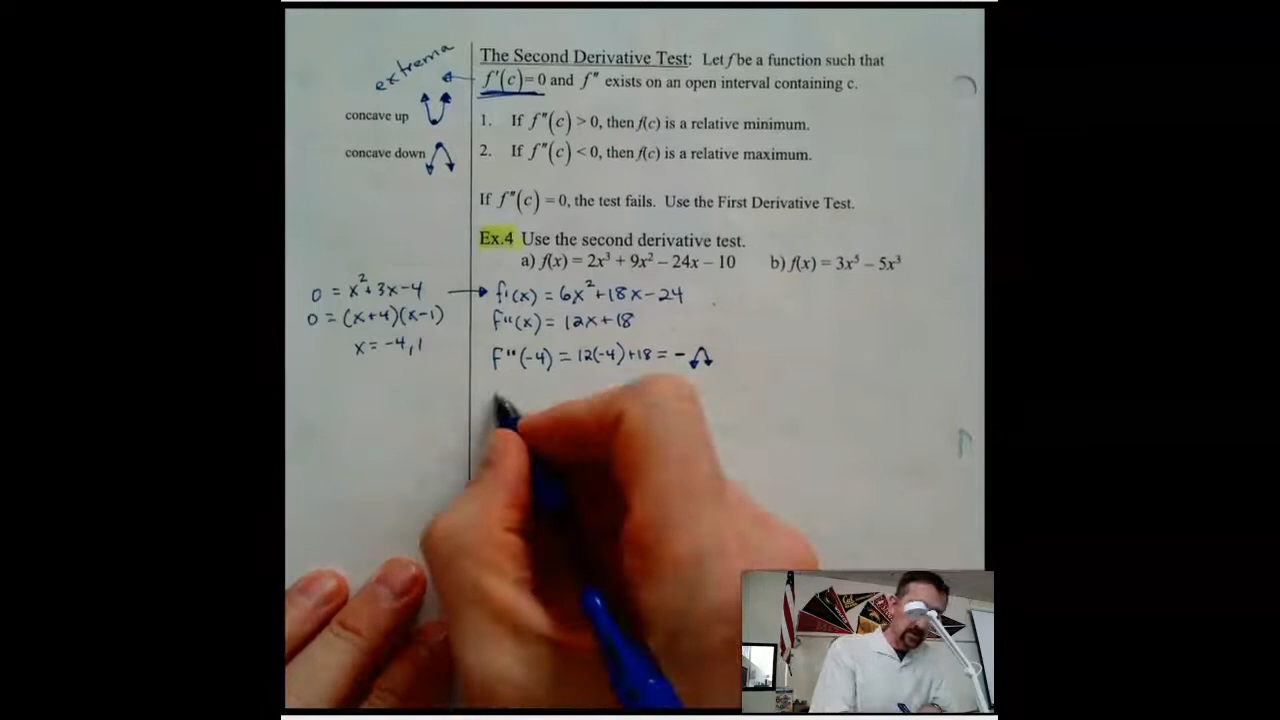 extrema
The Second Derivative Test: Let f be a function such that
f'(c) = 0 and f" exists on an open interval containing c.
concave up
1. If f"(c) > 0, then f(c) is a relative minimum.
concave down
2. If f"(c) < 0, then f(c) is a relative maximum.
If f"(c) = 0, the test fails. Use the First Derivative Test.
Ex.4 Use the second derivative test.
a) f(x) = 2x³ + 9x² – 24x – 10 b) f(x) = 3x⁵ – 5x³
0 = x²+3x-4
f'(x) = 6x²+18x-24
0 = (x+4)(x-1)
f"(x) = 12x+18
x = -4,1
f"(-4) = 12(-4)+18 = -